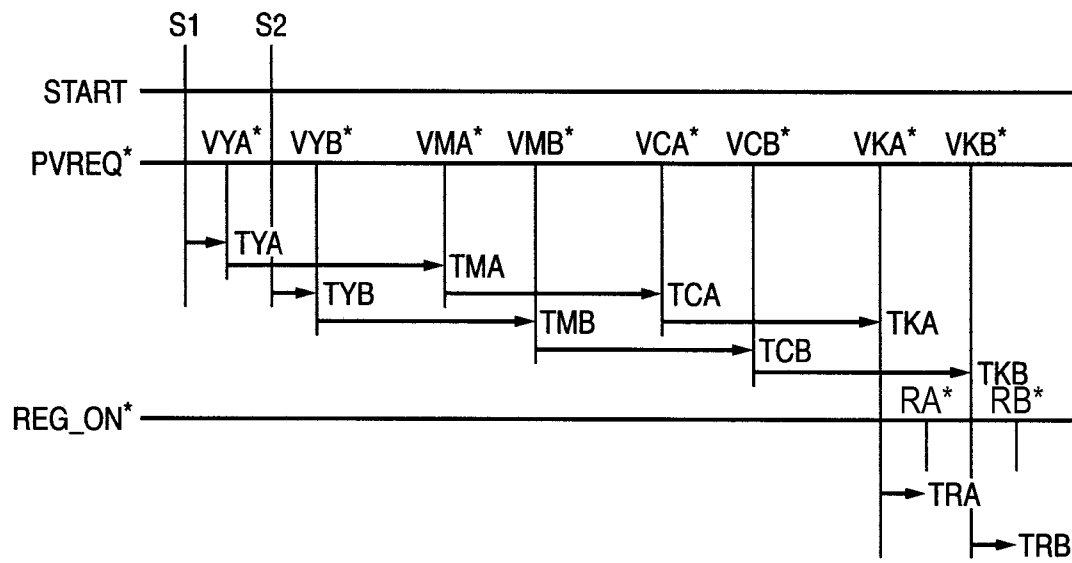 S1 S2
START
VYA* VYB* VMA* VMB* VCA* VCB* VKA* VKB*
PVREQ*
TYA
TMA
TYB
TCA
TMB
TKA
TCB
TKB
RA* RB*
REG_ON*
TRA
TRB